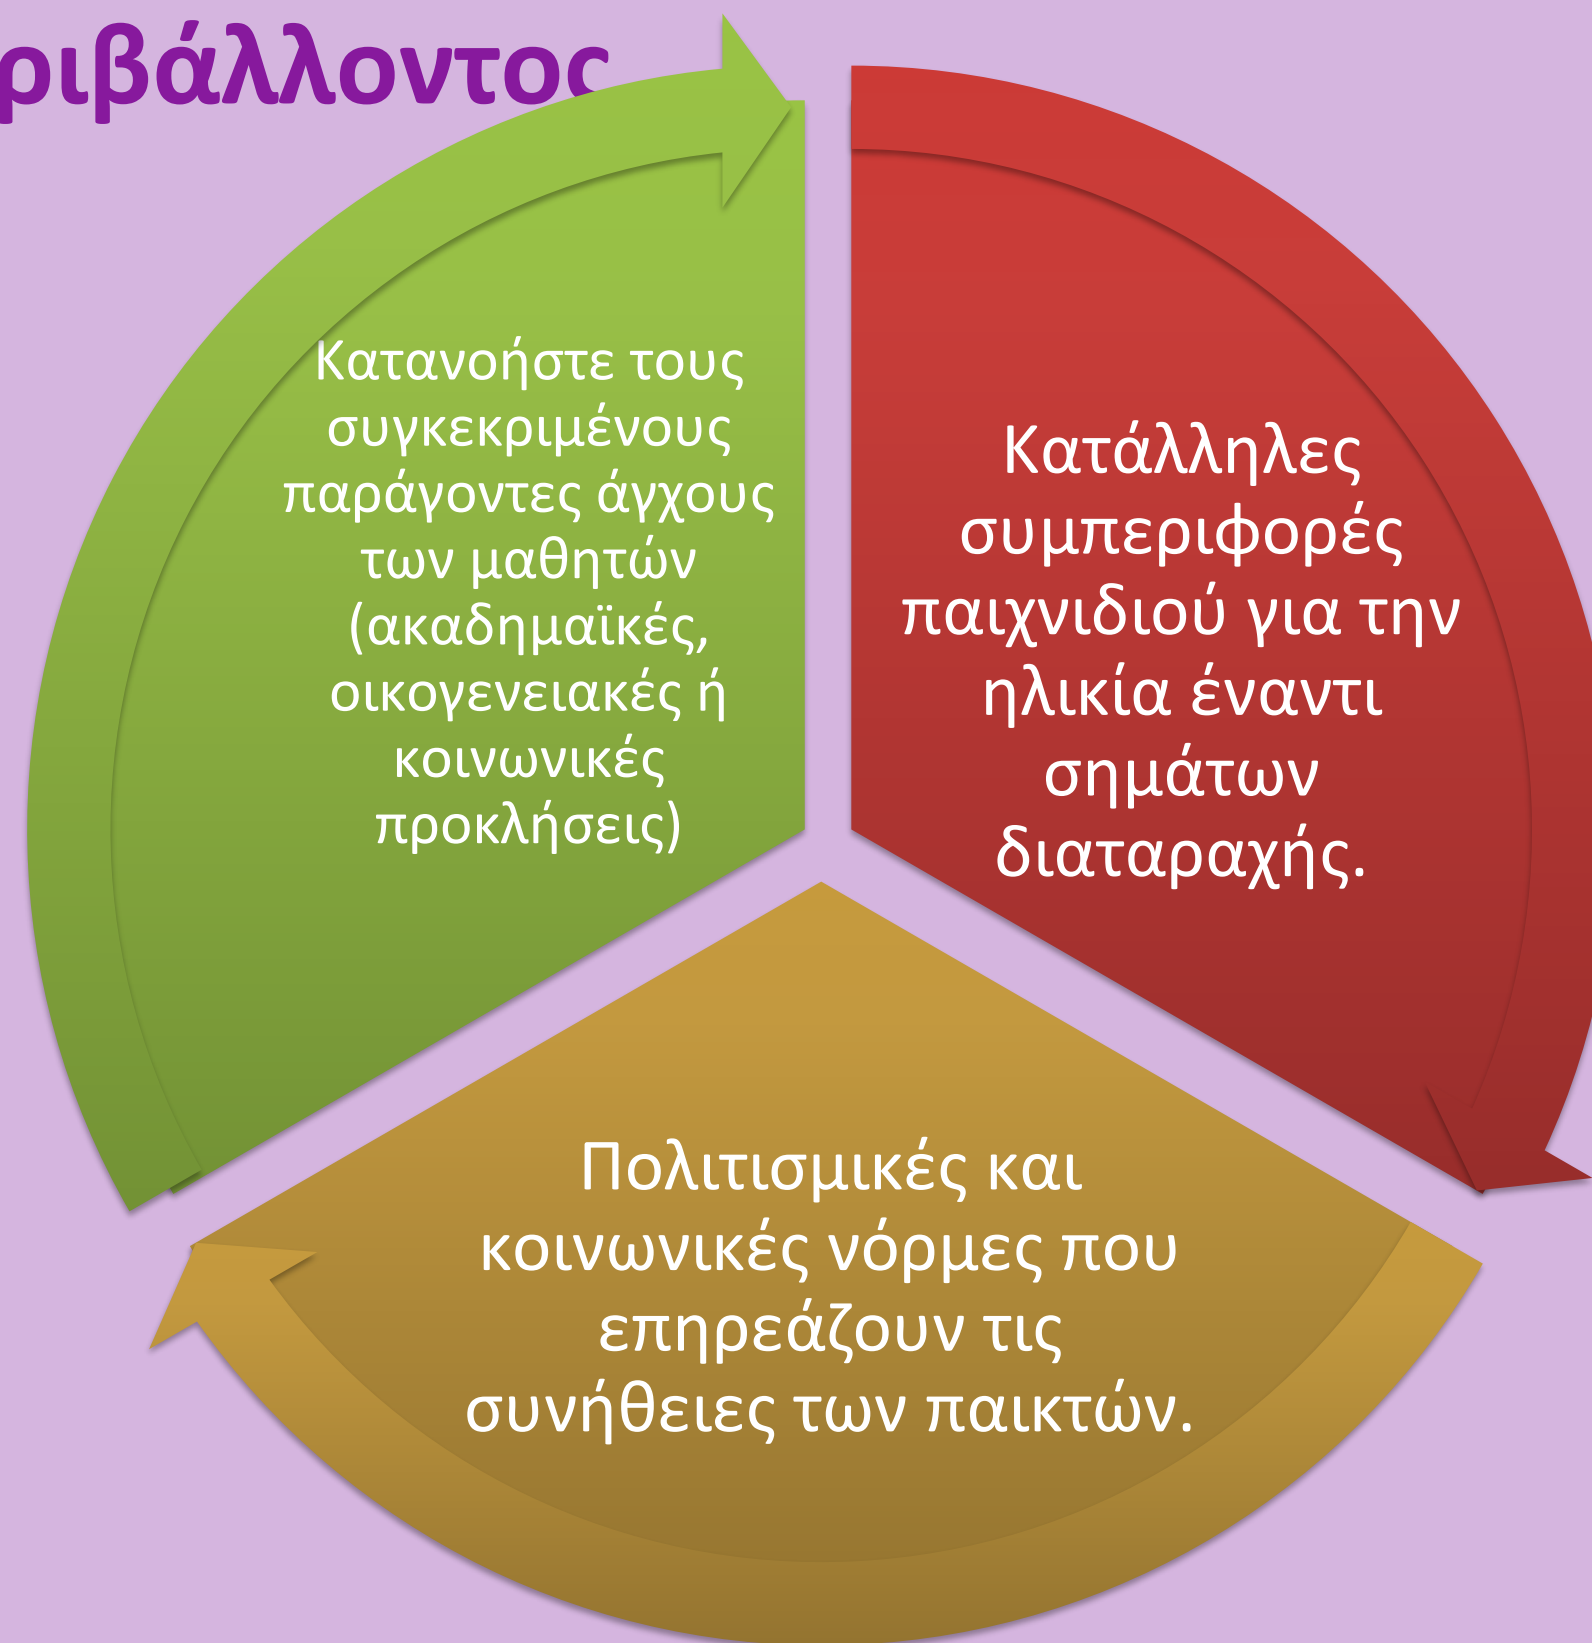 ριβάλλοντος
Κατανοήστε τους
συγκεκριμένους
παράγοντες άγχους
των μαθητών
(ακαδημαϊκές,
οικογενειακές ή
κοινωνικές
προκλήσεις)
Κατάλληλες
συμπεριφορές
παιχνιδιού για την
ηλικία έναντι
σημάτων
διαταραχής.
Πολιτισμικές και
κοινωνικές νόρμες που
επηρεάζουν τις
συνήθειες των παικτών.